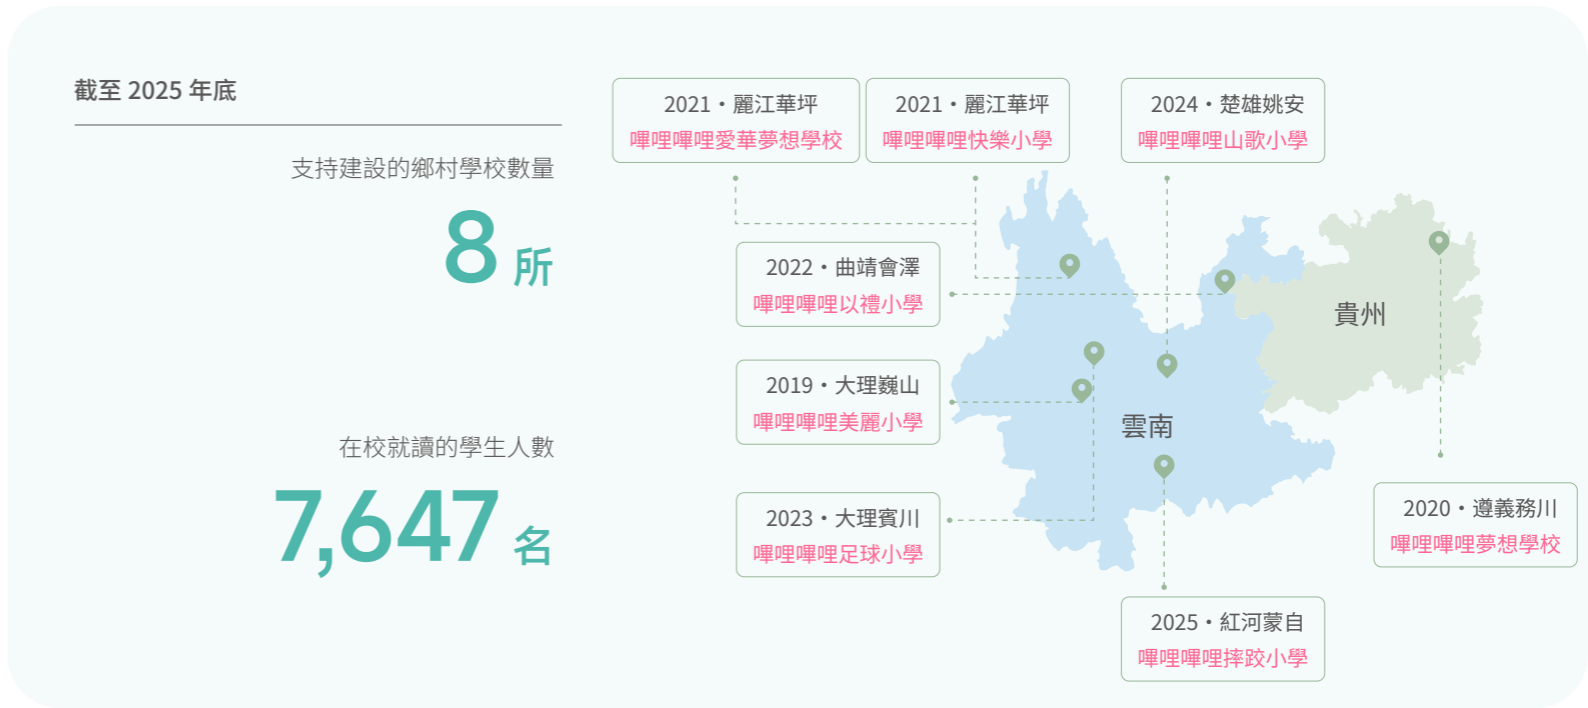 截至 2025 年底
支持建設的鄉村學校數量
8 所
在校就讀的學生人數
7,647 名
2021・麗江華坪
嗶哩嗶哩愛華夢想學校
2021・麗江華坪
嗶哩嗶哩快樂小學
2024・楚雄姚安
嗶哩嗶哩山歌小學
2022・曲靖會澤
嗶哩嗶哩以禮小學
2019・大理巍山
嗶哩嗶哩美麗小學
2023・大理賓川
嗶哩嗶哩足球小學
貴州
雲南
2020・遵義務川
嗶哩嗶哩夢想學校
2025・紅河蒙自
嗶哩嗶哩摔跤小學